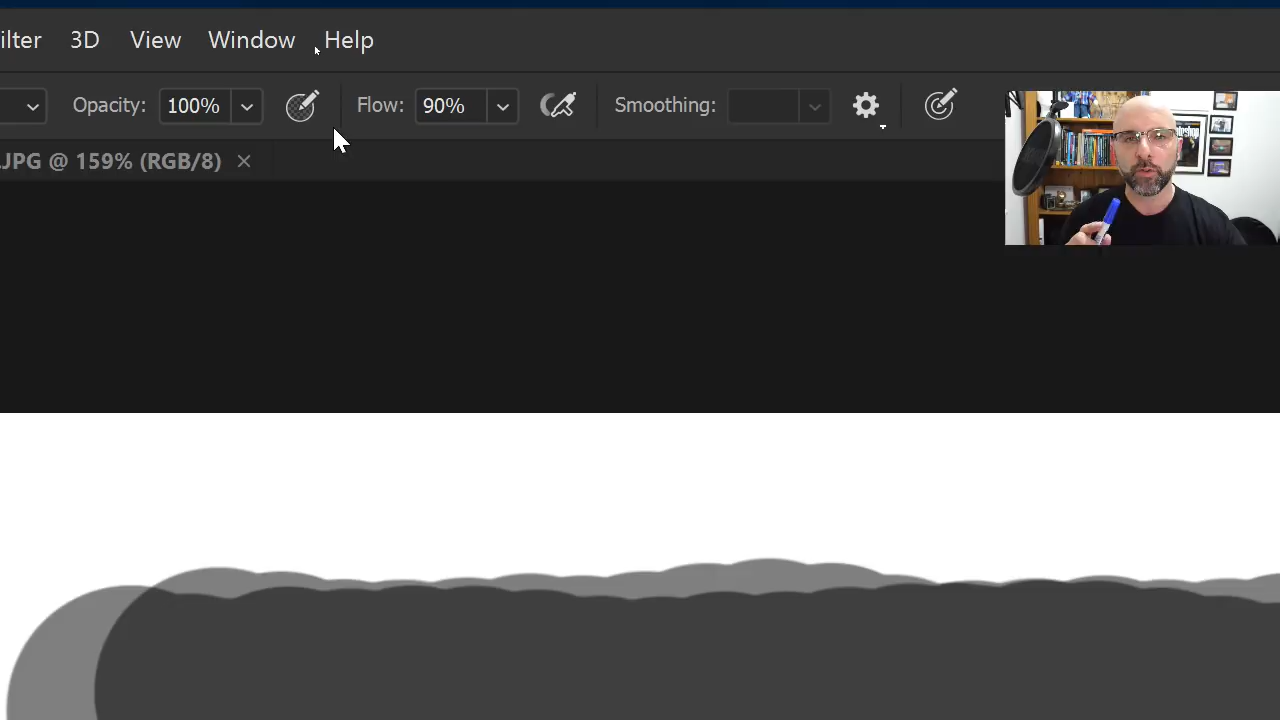 ilter 3D View Window Help
Opacity: 100% Flow: 90% Smoothing:
.JPG @ 159% (RGB/8) ×